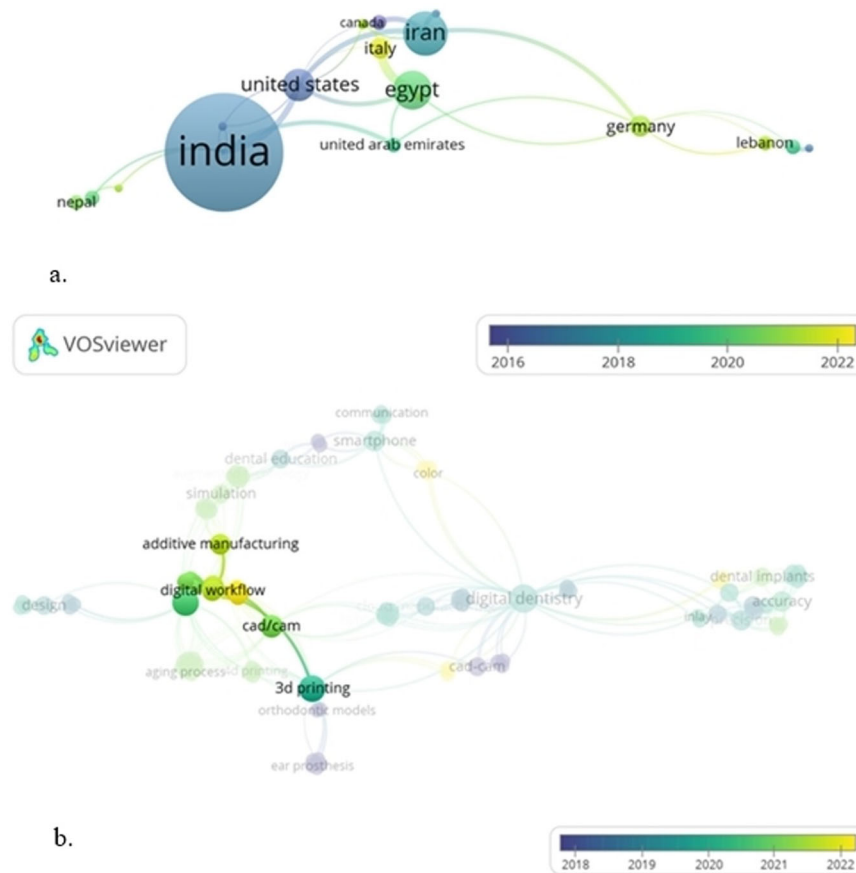 canada
iran
italy
united states
egypt
germany
india
united arab emirates
lebanon
nepal
a.
VOSviewer
2016 2018 2020 2022
communication
smartphone
dental education
color
simulation
additive manufacturing
digital workflow
dental implants
design
digital dentistry
accuracy
inlay
cad/cam
cad-cam
aging process
3d printing
3d printing
orthodontic models
ear prosthesis
b.
2018 2019 2020 2021 2022